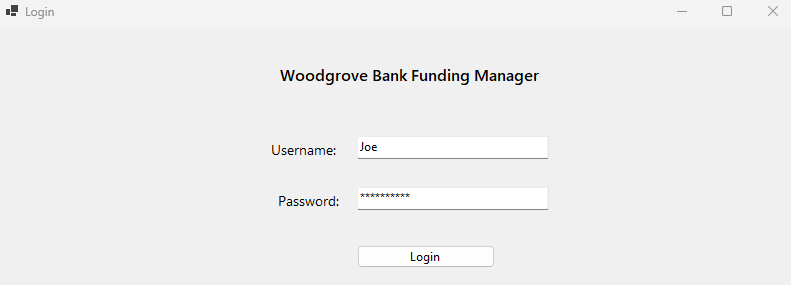 Login
Woodgrove Bank Funding Manager
Username: Joe
Password: **********
Login